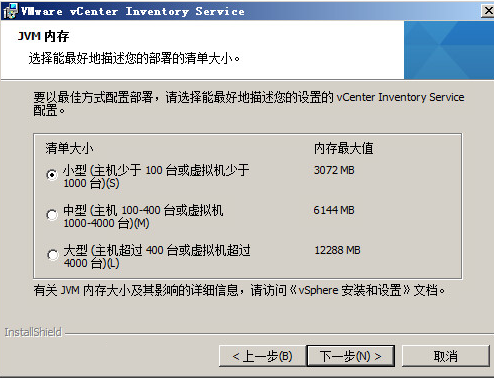 VMware vCenter Inventory Service
JVM 内存
选择能最好地描述您的部署的清单大小。
要以最佳方式配置部署，请选择能最好地描述您的设置的 vCenter Inventory Service
配置。
清单大小 内存最大值
小型 (主机少于 100 台或虚拟机少于 3072 MB
1000 台)(S)
中型 (主机 100-400 台或虚拟机 6144 MB
1000-4000 台)(M)
大型 (主机超过 400 台或虚拟机超过 12288 MB
4000 台)(L)
有关 JVM 内存大小及其影响的详细信息，请访问《vSphere 安装和设置》文档。
InstallShield
< 上一步(B) 下一步(N) > 取消